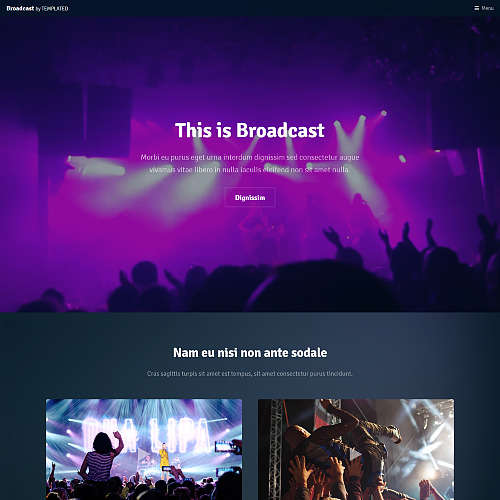 Broadcast by TEMPLATED
Menu
This is Broadcast
Morbi eu purus eget urna interdum dignissim sed consectetur augue
vivamus vitae libero in nulla iaculis eleifend non sit amet nulla.
Dignissim
Nam eu nisi non ante sodale
Cras sagittis turpis sit amet est tempus, sit amet consectetur purus tincidunt.
DUA LIPA